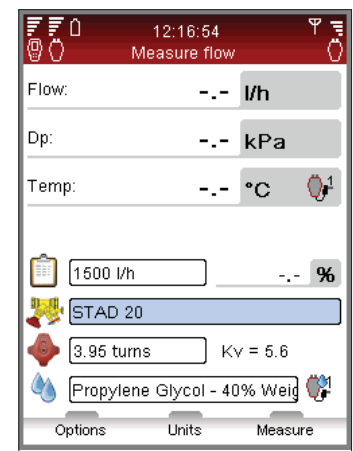 12:16:54
Measure flow
Flow: -.- l/h
Dp: -.- kPa
Temp: -.- °C 1
1500 l/h -.- %
STAD 20
3.95 turns Kv = 5.6
Propylene Glycol - 40% Weig
Options Units Measure